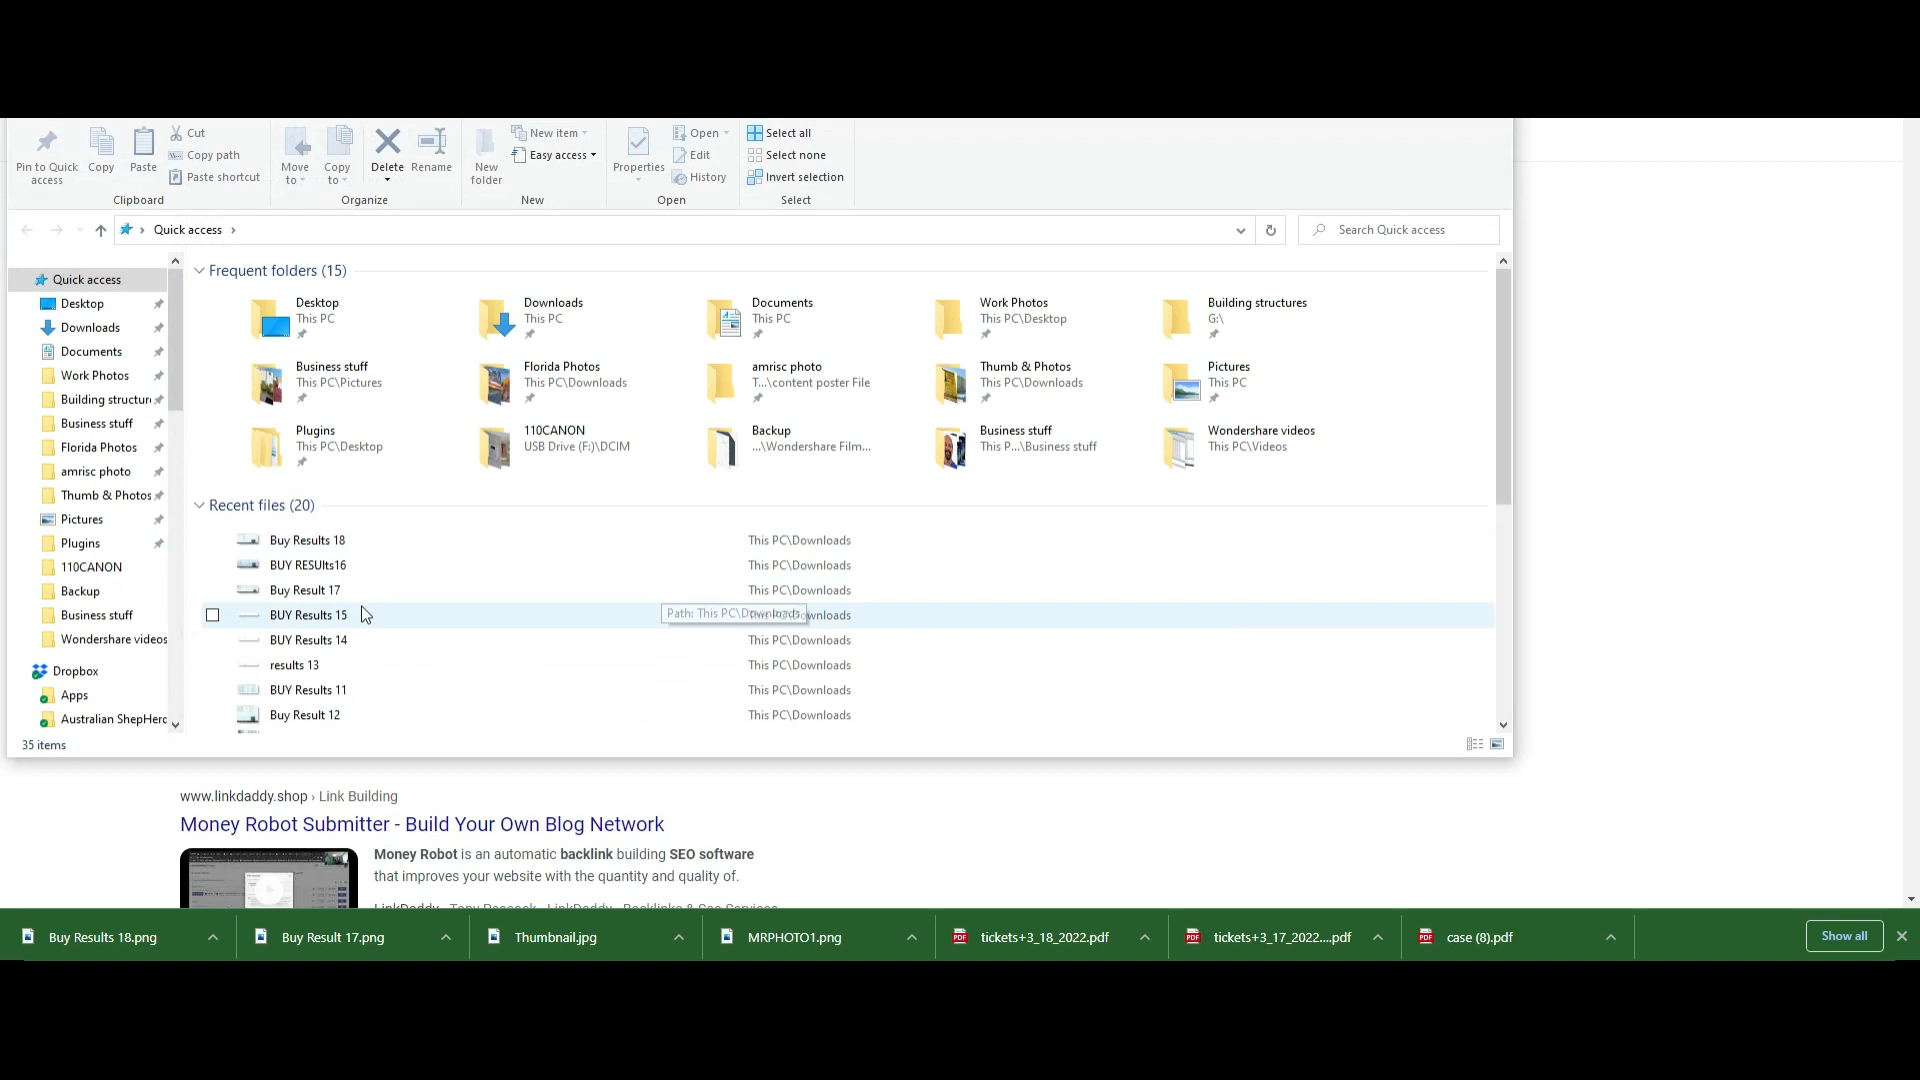 Pin to Quick access
Copy
Paste
Cut
Copy path
Paste shortcut
Clipboard
Move to
Copy to
Delete
Rename
Organize
New folder
New item
Easy access
New
Properties
Open
Edit
History
Open
Select all
Select none
Invert selection
Select
Quick access
Search Quick access
Quick access
Desktop
Downloads
Documents
Work Photos
Building structure
Business stuff
Florida Photos
amrisc photo
Thumb & Photos
Pictures
Plugins
110CANON
Backup
Business stuff
Wondershare videos
Dropbox
Apps
Australian ShepHerd
Frequent folders (15)
Desktop
This PC
Downloads
This PC
Documents
This PC
Work Photos
This PC\Desktop
Building structures
G:\
Business stuff
This PC\Pictures
Florida Photos
This PC\Downloads
amrisc photo
T...\content poster File
Thumb & Photos
This PC\Downloads
Pictures
This PC
Plugins
This PC\Desktop
110CANON
USB Drive (F:)\DCIM
Backup
...\Wondershare Film...
Business stuff
This P...\Business stuff
Wondershare videos
This PC\Videos
Recent files (20)
Buy Results 18 This PC\Downloads
BUY RESUlts16 This PC\Downloads
Buy Result 17 This PC\Downloads
BUY Results 15 Path: This PC\Downloads
BUY Results 14 This PC\Downloads
results 13 This PC\Downloads
BUY Results 11 This PC\Downloads
Buy Result 12 This PC\Downloads
35 items
www.linkdaddy.shop › Link Building
Money Robot Submitter - Build Your Own Blog Network
Money Robot is an automatic backlink building SEO software
that improves your website with the quantity and quality of.
Buy Results 18.png
Buy Result 17.png
Thumbnail.jpg
MRPHOTO1.png
tickets+3_18_2022.pdf
tickets+3_17_2022....pdf
case (8).pdf
Show all